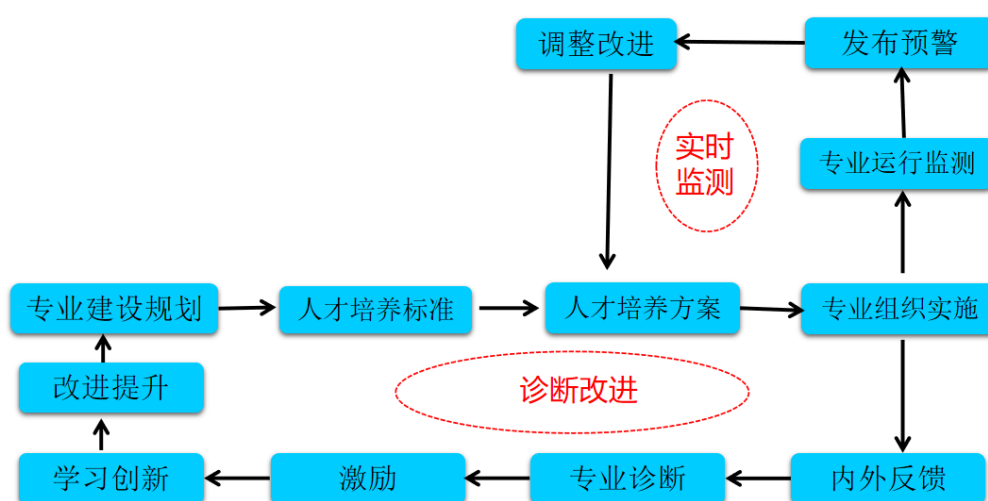 调整改进
发布预警
实时
监测
专业运行监测
专业建设规划
人才培养标准
人才培养方案
专业组织实施
改进提升
诊断改进
学习创新
激励
专业诊断
内外反馈